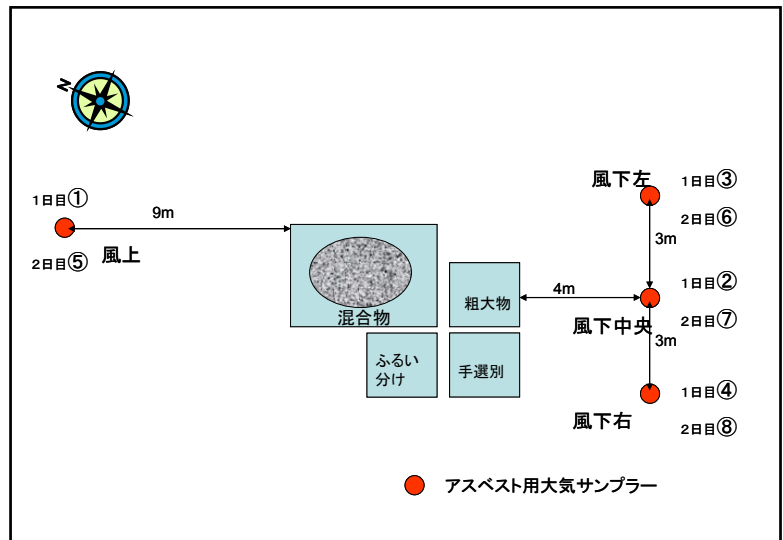 N
1日目①
9m
風上
2日目⑤
混合物
ふるい
分け
粗大物
手選別
4m
風下左
1日目③
2日目⑥
3m
1日目②
風下中央
2日目⑦
3m
1日目④
風下右
2日目⑧
アスベスト用大気サンプラー